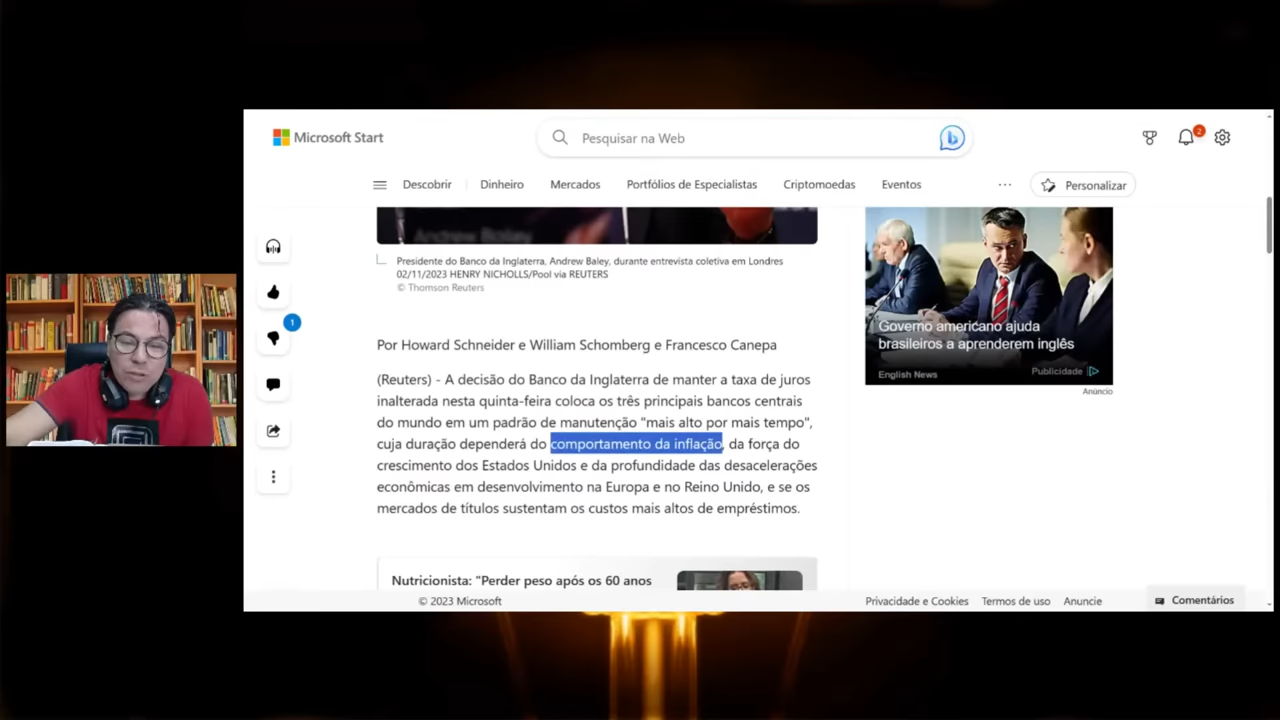 Microsoft Start
Pesquisar na Web
2
Descobrir
Dinheiro
Mercados
Portfólios de Especialistas
Criptomoedas
Eventos
Personalizar
Andrew Bailey
Presidente do Banco da Inglaterra, Andrew Baley, durante entrevista coletiva em Londres
02/11/2023 HENRY NICHOLLS/Pool via REUTERS
© Thomson Reuters
1
Por Howard Schneider e William Schomberg e Francesco Canepa
(Reuters) - A decisão do Banco da Inglaterra de manter a taxa de juros
inalterada nesta quinta-feira coloca os três principais bancos centrais
do mundo em um padrão de manutenção "mais alto por mais tempo",
cuja duração dependerá do comportamento da inflação, da força do
crescimento dos Estados Unidos e da profundidade das desacelerações
econômicas em desenvolvimento na Europa e no Reino Unido, e se os
mercados de títulos sustentam os custos mais altos de empréstimos.
Nutricionista: "Perder peso após os 60 anos
Governo americano ajuda
brasileiros a aprenderem inglês
English News
Publicidade
Anúncio
© 2023 Microsoft
Privacidade e Cookies
Termos de uso
Anuncie
Comentários